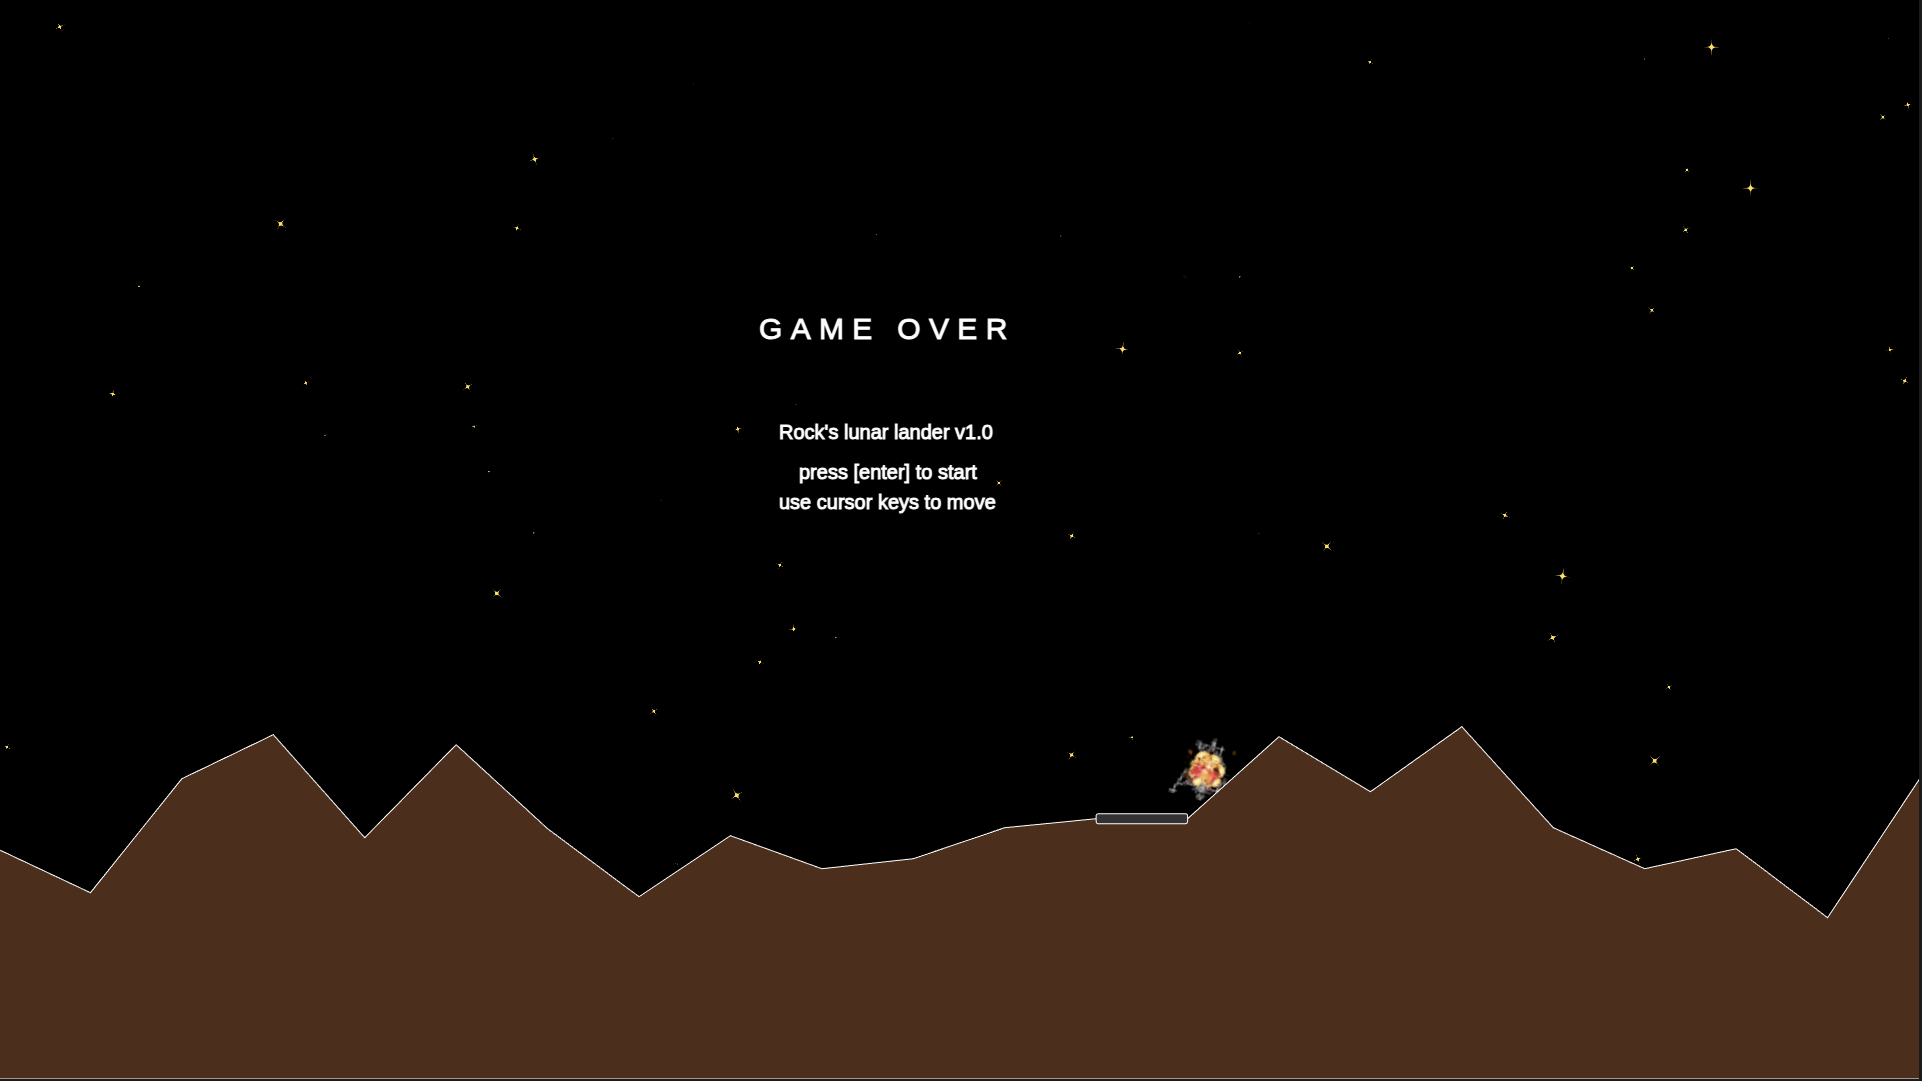 GAME OVER
Rock's lunar lander v1.0
press [enter] to start
use cursor keys to move